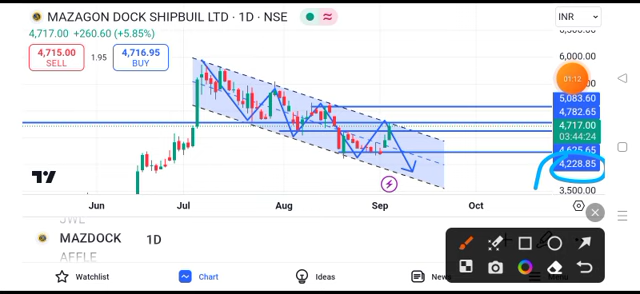 MAZAGON DOCK SHIPBUIL LTD · 1D · NSE
INR
4,717.00 +260.60 (+5.85%)
4,715.00
SELL
1.95
4,716.95
BUY
6,000.00
01:12
5,083.60
4,782.65
4,717.00
03:44:24
4,625.65
4,228.85
3,500.00
Jun Jul Aug Sep Oct
MAZDOCK 1D
AFFLE
Watchlist Chart Ideas News